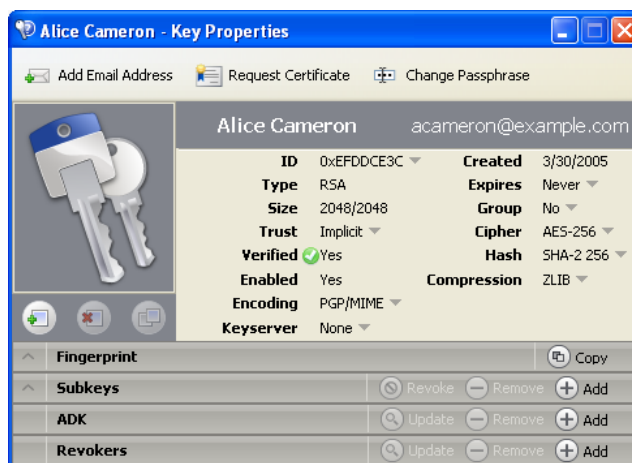 Alice Cameron - Key Properties
Add Email Address Request Certificate Change Passphrase
Alice Cameron acameron@example.com
ID 0xEFDDCE3C Created 3/30/2005
Type RSA Expires Never
Size 2048/2048 Group No
Trust Implicit Cipher AES-256
Verified Yes Hash SHA-2 256
Enabled Yes Compression ZLIB
Encoding PGP/MIME
Keyserver None
Fingerprint Copy
Subkeys Revoke Remove Add
ADK Update Remove Add
Revokers Update Remove Add